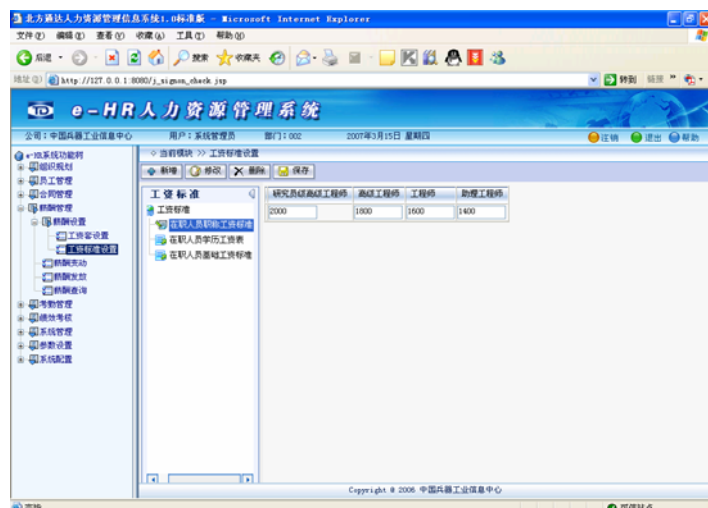 北方通达人力资源管理信息系统1.0标准版 - Microsoft Internet Explorer
文件(F) 编辑(E) 查看(V) 收藏(A) 工具(T) 帮助(H)
后退 搜索 收藏夹
地址(D) http://127.0.0.1:8080/j_signon_check.jsp 转到 链接 »
e-HR人力资源管理系统
公司：中国兵器工业信息中心 用户：系统管理员 部门：002 2007年3月15日 星期四 注销 退出 帮助
e-HR系统功能树
组织规划
员工管理
合同管理
薪酬管理
薪酬设置
工资套设置
工资标准设置
薪酬变动
薪酬发放
薪酬查询
考勤管理
绩效考核
系统管理
参数设置
系统配置
当前模块 >> 工资标准设置
新增 修改 删除 保存
工资标准
工资标准
在职人员职称工资标准
在职人员学历工资表
在职人员基础工资标准
研究员级高级工程师 高级工程师 工程师 助理工程师
2000 1800 1600 1400
Copyright @ 2006 中国兵器工业信息中心